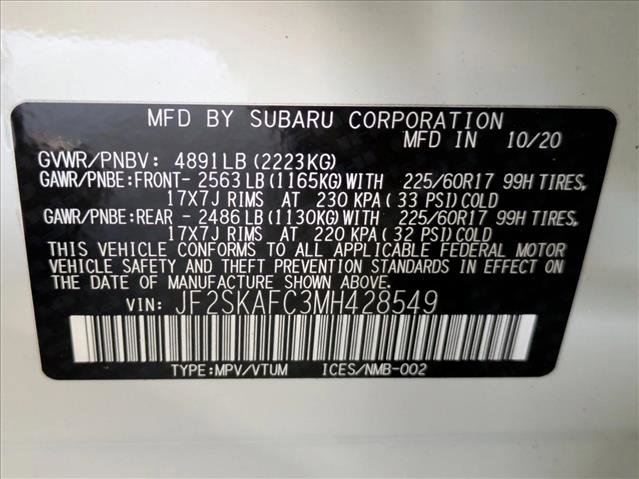 MFD BY SUBARU CORPORATION
MFD IN 10/20
GVWR/PNBV: 4891LB(2223KG)
GAWR/PNBE:FRONT- 2563LB(1165KG)WITH 225/60R17 99H TIRES,
17X7J RIMS AT 230 KPA(33 PSI)COLD
GAWR/PNBE:REAR - 2486LB(1130KG)WITH 225/60R17 99H TIRES,
17X7J RIMS AT 220 KPA(32 PSI)COLD
THIS VEHICLE CONFORMS TO ALL APPLICABLE FEDERAL MOTOR
VEHICLE SAFETY AND THEFT PREVENTION STANDARDS IN EFFECT ON
THE DATE OF MANUFACTURE SHOWN ABOVE.
VIN: JF2SKAFC3MH428549
TYPE:MPV/VTUM ICES/NMB-002